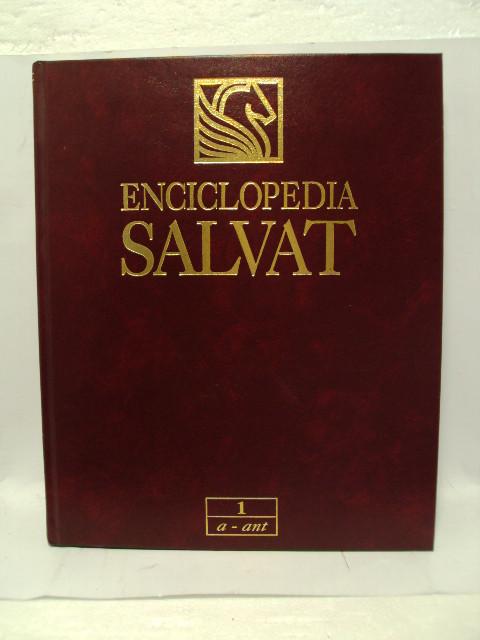 ENCICLOPEDIA
SALVAT
1
a - ant